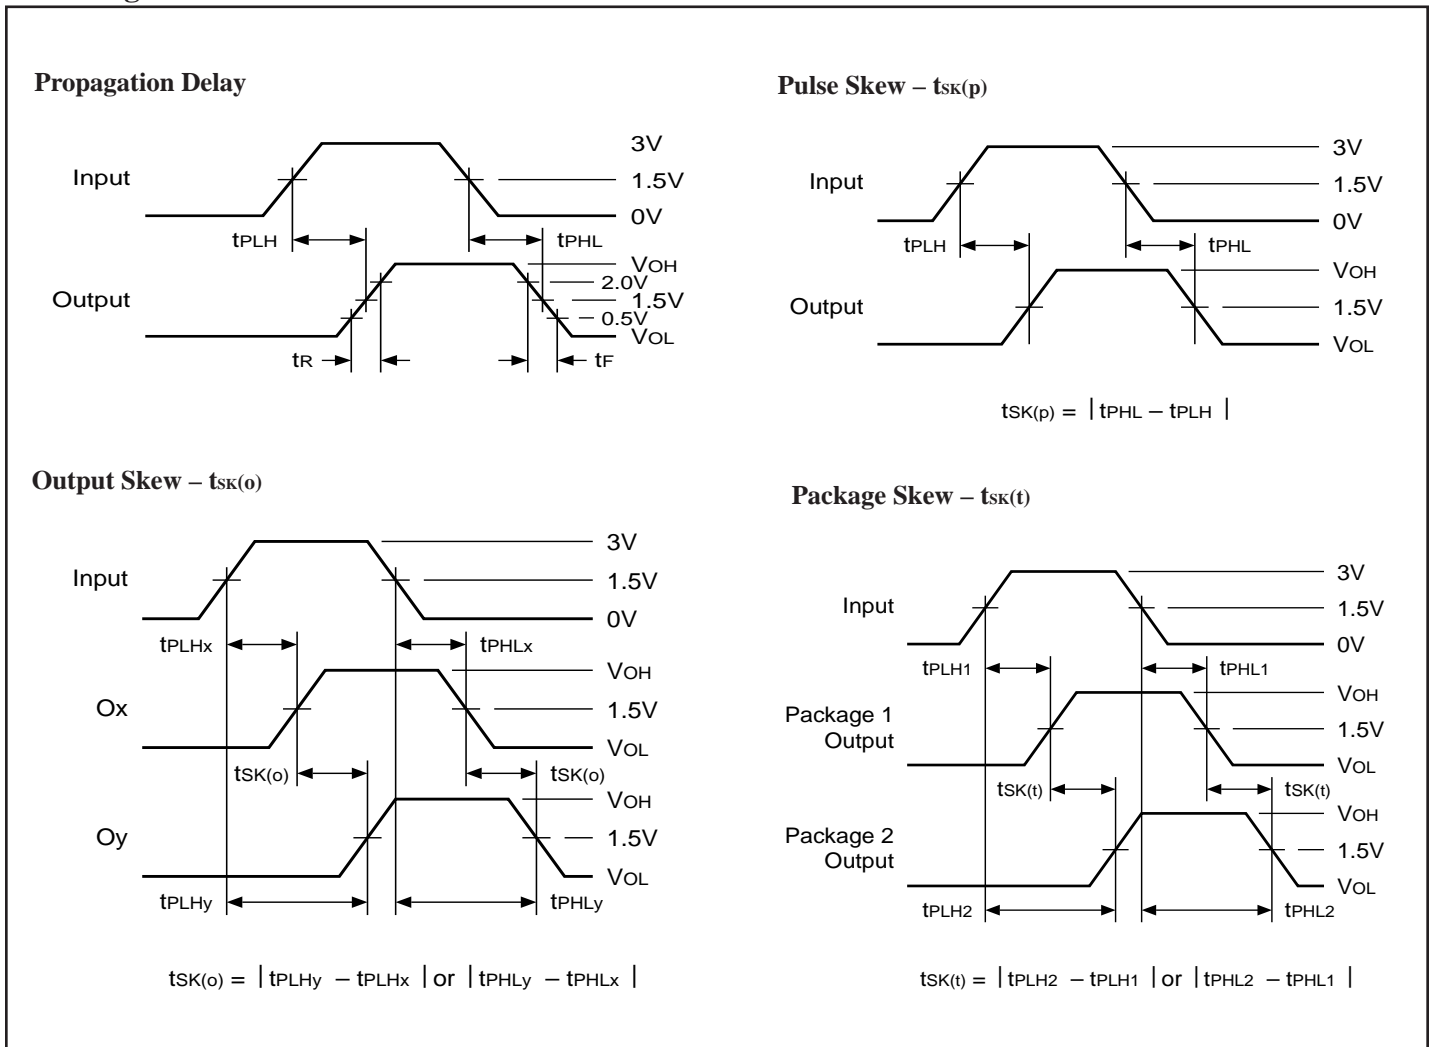 Propagation Delay
Input
3V
1.5V
0V
tPLH
tPHL
Output
VOH
2.0V
1.5V
0.5V
VOL
tR
tF
Pulse Skew – tSK(p)
Input
3V
1.5V
0V
tPLH
tPHL
Output
VOH
1.5V
VOL
tSK(p) = | tPHL – tPLH |
Output Skew – tSK(o)
Input
3V
1.5V
0V
tPLHx
tPHLx
Ox
VOH
1.5V
VOL
tSK(o)
tSK(o)
Oy
VOH
1.5V
VOL
tPLHy
tPHLy
tSK(o) = | tPLHy – tPLHx | or | tPHLy – tPHLx |
Package Skew – tSK(t)
Input
3V
1.5V
0V
tPLH1
tPHL1
Package 1
Output
VOH
1.5V
VOL
tSK(t)
tSK(t)
Package 2
Output
VOH
1.5V
VOL
tPLH2
tPHL2
tSK(t) = | tPLH2 – tPLH1 | or | tPHL2 – tPHL1 |